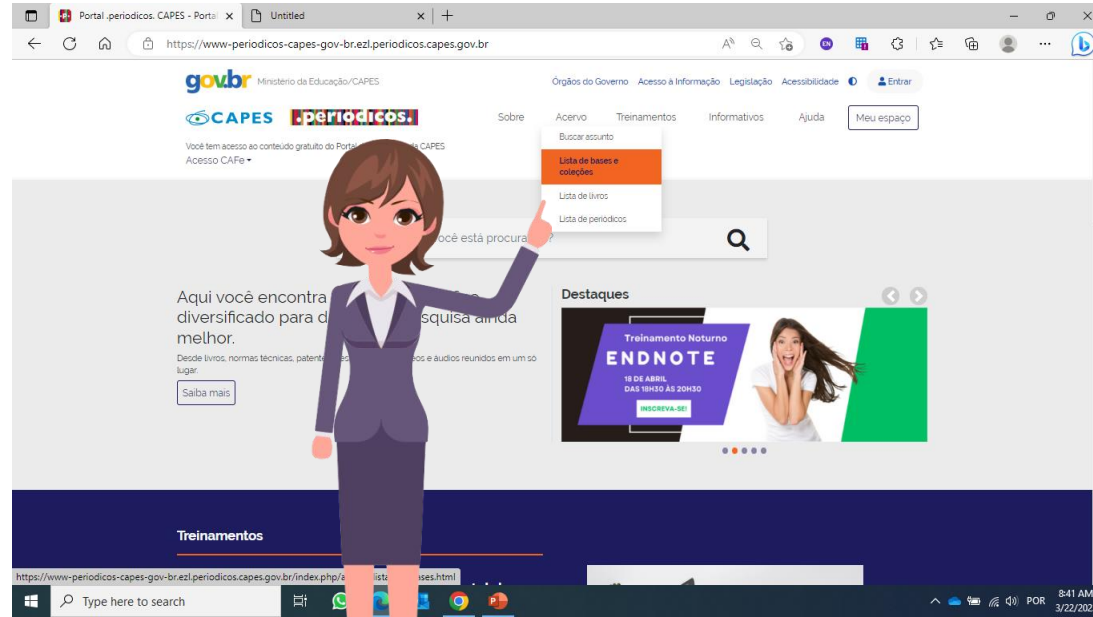 Portal .periodicos. CAPES - Portal
Untitled
https://www-periodicos-capes-gov-br.ezl.periodicos.capes.gov.br
EN
gov.br Ministério da Educação/CAPES
Órgãos do Governo Acesso à Informação Legislação Acessibilidade Entrar
CAPES .periodicos.
Sobre Acervo Treinamentos Informativos Ajuda Meu espaço
Você tem acesso ao conteúdo gratuito do Portal CAPES
Acesso CAFe
Buscar assunto
Lista de bases e
coleções
Lista de livros
Lista de periódicos
ocê está procura ?
Aqui você encontra
diversificado para d squisa ainda
melhor.
Desde livros, normas técnicas, patente os e áudios reunidos em um só
lugar.
Saiba mais
Destaques
Treinamento Noturno
ENDNOTE
18 DE ABRIL
DAS 18H30 ÀS 20H30
INSCREVA-SE!
Treinamentos
https://www-periodicos-capes-gov-br.ezl.periodicos.capes.gov.br/index.php/a lista ases.html
Type here to search
POR
8:41 AM
3/22/202